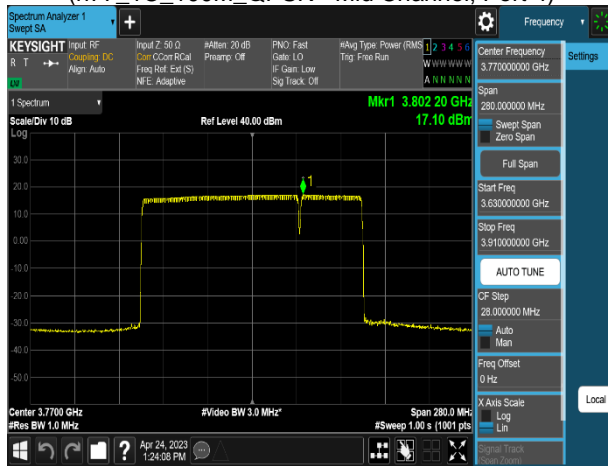 Spectrum Analyzer 1
Swept SA
+
Frequency
KEYSIGHT
R T
Input: RF
Coupling: DC
Align: Auto
Input Z: 50 Ω
Corr CCorr RCal
Freq Ref: Ext (S)
NFE: Adaptive
#Atten: 20 dB
Preamp: Off
PNO: Fast
Gate: LO
IF Gain: Low
Sig Track: Off
#Avg Type: Power (RMS
Trig: Free Run
1 2 3 4 5 6
W W W W W W
A N N N N N
1 Spectrum
Scale/Div 10 dB
Log
Ref Level 40.00 dBm
Mkr1 3.802 20 GHz
17.10 dBm
30.0
20.0
10.0
0.00
-10.0
-20.0
-30.0
-40.0
-50.0
1
Center 3.7700 GHz
#Res BW 1.0 MHz
#Video BW 3.0 MHz*
Span 280.0 MHz
#Sweep 1.00 s (1001 pts
Apr 24, 2023
1:24:08 PM
?
Center Frequency
3.770000000 GHz
Settings
Span
280.000000 MHz
Swept Span
Zero Span
Full Span
Start Freq
3.630000000 GHz
Stop Freq
3.910000000 GHz
AUTO TUNE
CF Step
28.000000 MHz
Auto
Man
Freq Offset
0 Hz
X Axis Scale
Log
Lin
Local
Signal Track
(Span Zoom)